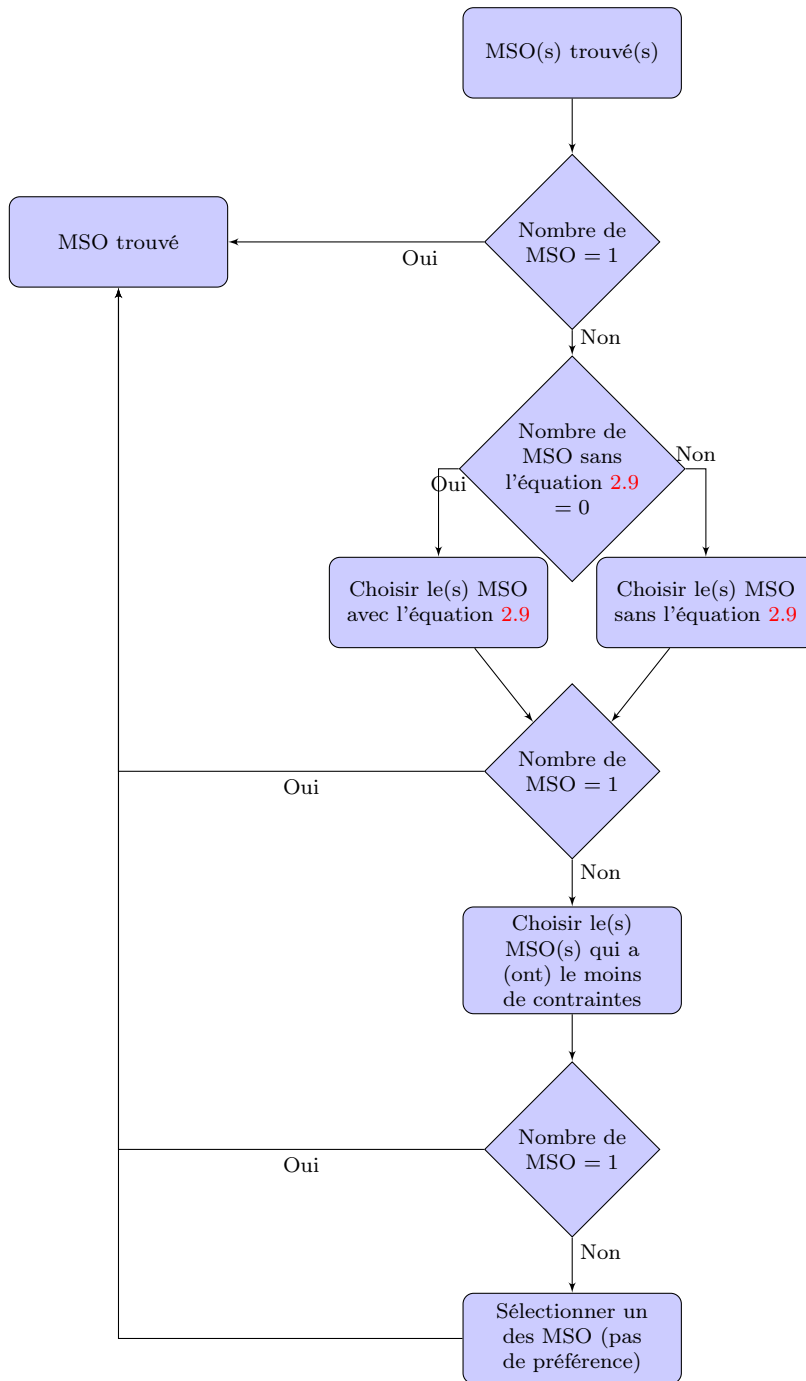 MSO(s) trouvé(s)
Nombre de
MSO = 1
MSO trouvé
Oui
Non
Nombre de
MSO sans
l'équation 2.9
= 0
Oui
Non
Choisir le(s) MSO
avec l'équation 2.9
Choisir le(s) MSO
sans l'équation 2.9
Nombre de
MSO = 1
Oui
Non
Choisir le(s)
MSO(s) qui a
(ont) le moins
de contraintes
Nombre de
MSO = 1
Oui
Non
Sélectionner un
des MSO (pas
de préférence)